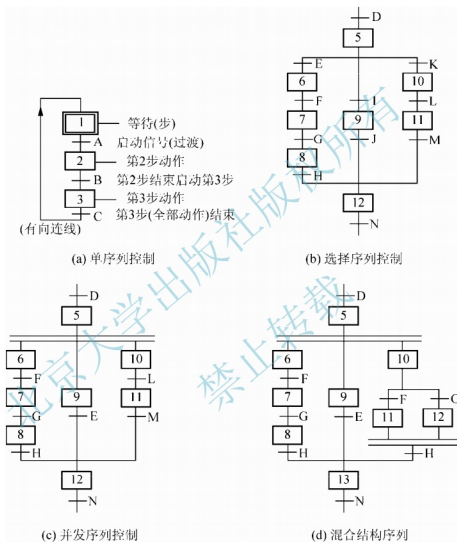 1
等待(步)
A
启动信号(过渡)
2
第2步动作
B
第2步结束启动第3步
3
第3步动作
C
第3步(全部动作)结束
(有向连线)
(a) 单序列控制
D
5
E
K
6
10
F
I
L
7
9
11
G
J
M
8
H
12
N
(b) 选择序列控制
D
5
6
10
F
L
7
9
11
G
E
M
8
H
12
N
(c) 并发序列控制
D
5
6
10
F
F
G
7
9
11
12
G
E
8
H
H
13
N
(d) 混合结构序列
北京大学出版社版权所有
禁止转载